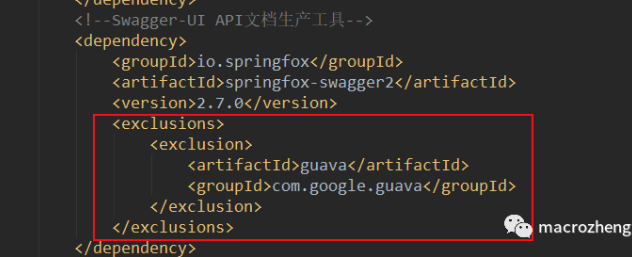 </dependency>
<!--Swagger-UI API文档生产工具-->
<dependency>
<groupId>io.springfox</groupId>
<artifactId>springfox-swagger2</artifactId>
<version>2.7.0</version>
<exclusions>
<exclusion>
<artifactId>guava</artifactId>
<groupId>com.google.guava</groupId>
</exclusion>
</exclusions>
macrozheng
</dependency>